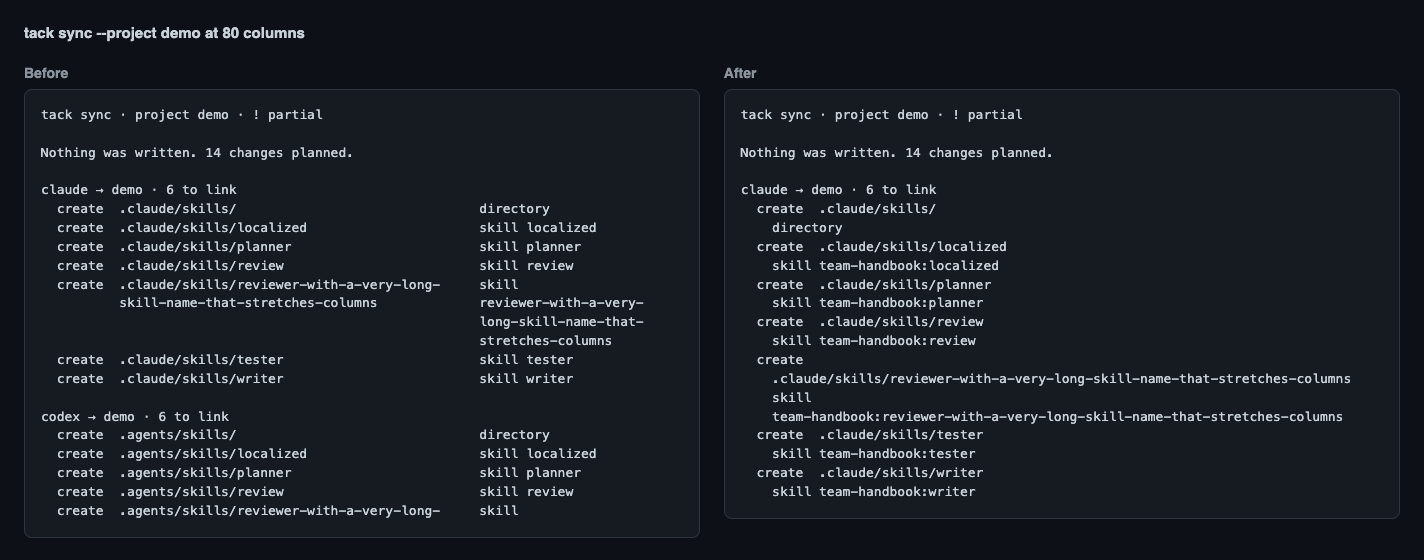 tack sync --project demo at 80 columns
Before
tack sync · project demo · ! partial
Nothing was written. 14 changes planned.
claude → demo · 6 to link
create .claude/skills/ directory
create .claude/skills/localized skill localized
create .claude/skills/planner skill planner
create .claude/skills/review skill review
create .claude/skills/reviewer-with-a-very-long- skill
skill-name-that-stretches-columns reviewer-with-a-very-
long-skill-name-that-
stretches-columns
create .claude/skills/tester skill tester
create .claude/skills/writer skill writer
codex → demo · 6 to link
create .agents/skills/ directory
create .agents/skills/localized skill localized
create .agents/skills/planner skill planner
create .agents/skills/review skill review
create .agents/skills/reviewer-with-a-very-long- skill
After
tack sync · project demo · ! partial
Nothing was written. 14 changes planned.
claude → demo · 6 to link
create .claude/skills/
directory
create .claude/skills/localized
skill team-handbook:localized
create .claude/skills/planner
skill team-handbook:planner
create .claude/skills/review
skill team-handbook:review
create
.claude/skills/reviewer-with-a-very-long-skill-name-that-stretches-columns
skill
team-handbook:reviewer-with-a-very-long-skill-name-that-stretches-columns
create .claude/skills/tester
skill team-handbook:tester
create .claude/skills/writer
skill team-handbook:writer